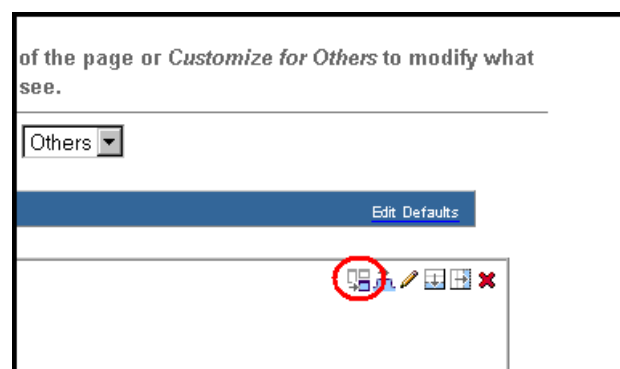 of the page or Customize for Others to modify what
see.
Others
Edit Defaults